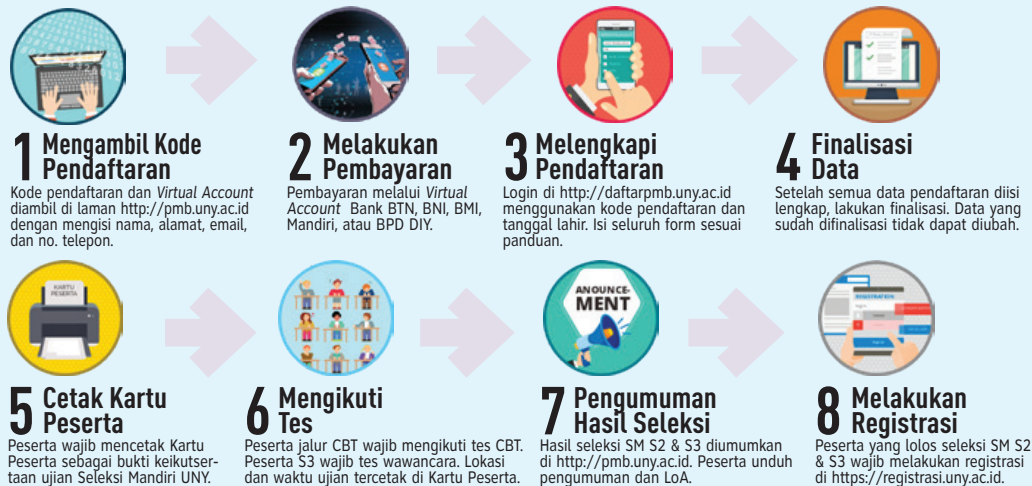 1 Mengambil Kode
Pendaftaran
Kode pendaftaran dan Virtual Account
diambil di laman http://pmb.uny.ac.id
dengan mengisi nama, alamat, email,
dan no. telepon.
2 Melakukan
Pembayaran
Pembayaran melalui Virtual
Account Bank BTN, BNI, BMI,
Mandiri, atau BPD DIY.
3 Melengkapi
Pendaftaran
Login di http://daftarpmb.uny.ac.id
menggunakan kode pendaftaran dan
tanggal lahir. Isi seluruh form sesuai
panduan.
4 Finalisasi
Data
Setelah semua data pendaftaran diisi
lengkap, lakukan finalisasi. Data yang
sudah difinalisasi tidak dapat diubah.
KARTU
PESERTA
5 Cetak Kartu
Peserta
Peserta wajib mencetak Kartu
Peserta sebagai bukti keikutser-
taan ujian Seleksi Mandiri UNY.
6 Mengikuti
Tes
Peserta jalur CBT wajib mengikuti tes CBT.
Peserta S3 wajib tes wawancara. Lokasi
dan waktu ujian tercetak di Kartu Peserta.
ANOUNCE-
MENT
7 Pengumuman
Hasil Seleksi
Hasil seleksi SM S2 & S3 diumumkan
di http://pmb.uny.ac.id. Peserta unduh
pengumuman dan LoA.
REGISTRATION
8 Melakukan
Registrasi
Peserta yang lolos seleksi SM S2
& S3 wajib melakukan registrasi
di https://registrasi.uny.ac.id.